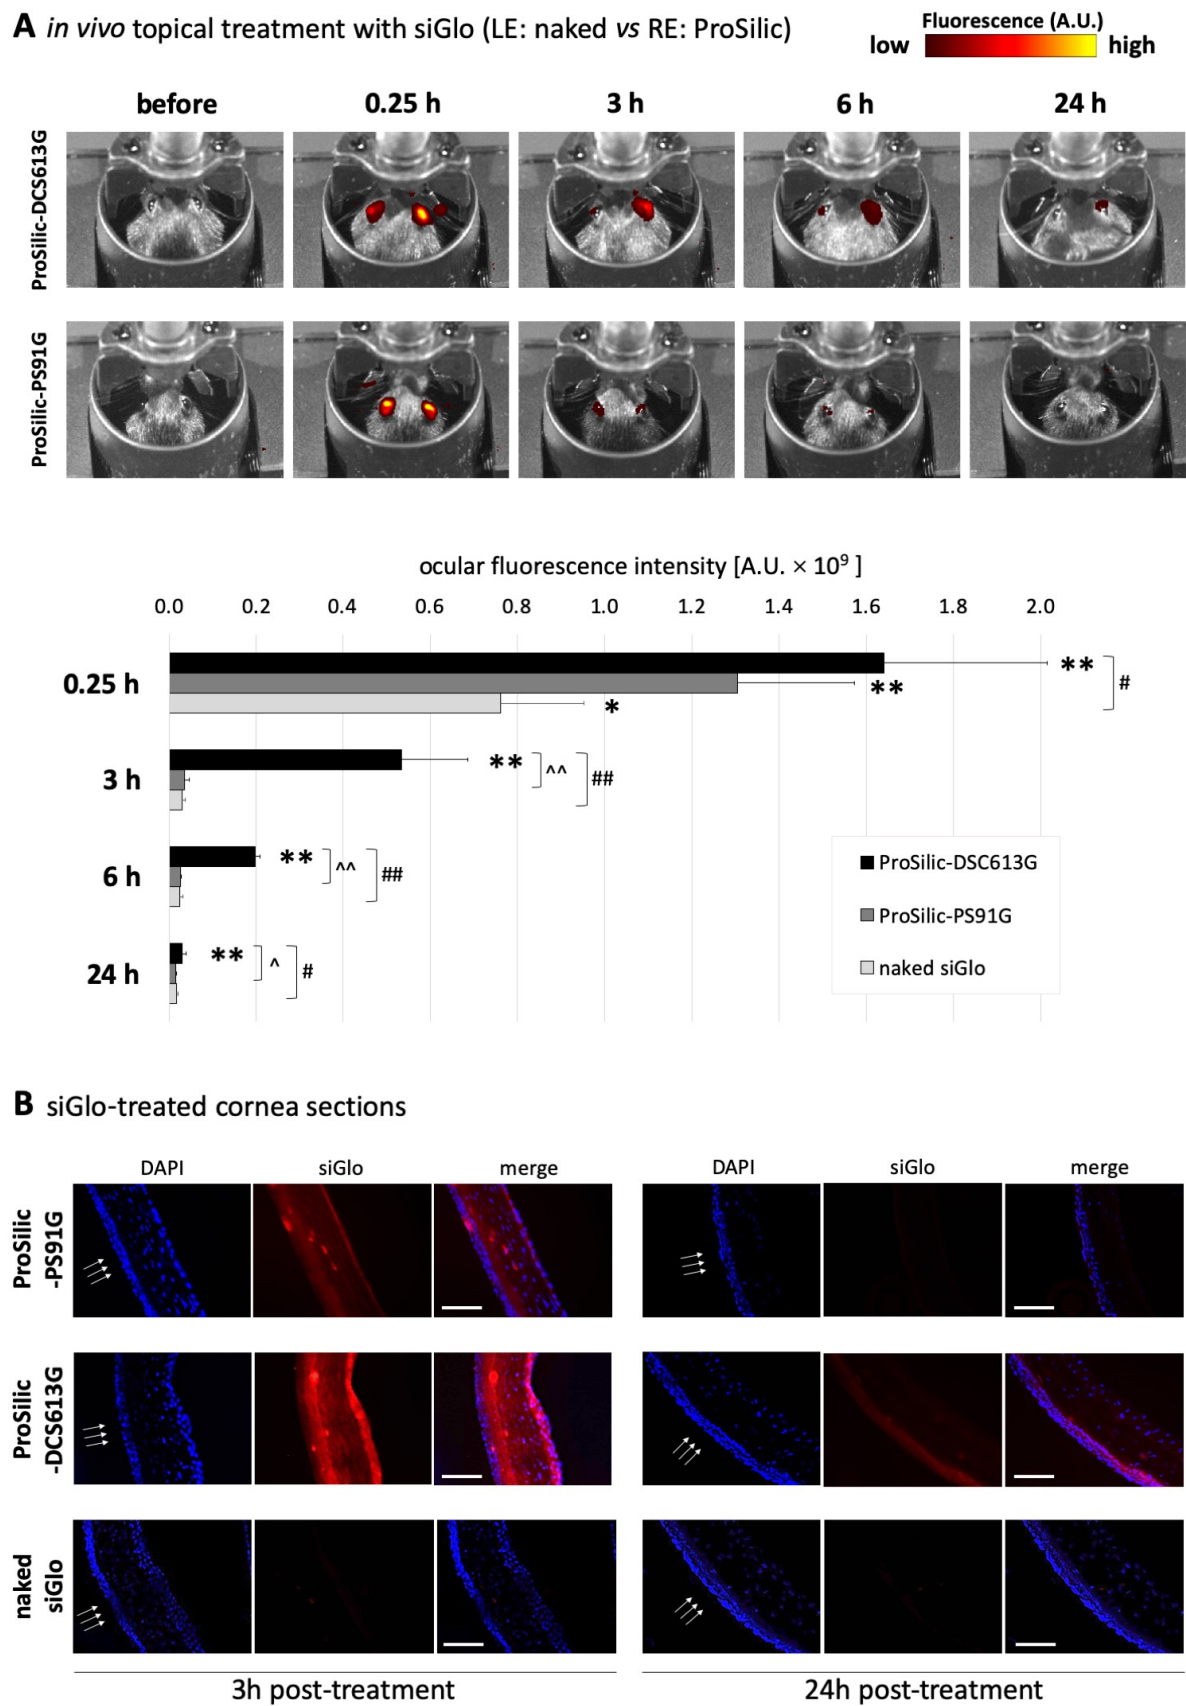 A in vivo topical treatment with siGlo (LE: naked vs RE: ProSilic)
Fluorescence (A.U.)
low high
before 0.25 h 3 h 6 h 24 h
ProSilic-DCS613G
ProSilic-PS91G
ocular fluorescence intensity [A.U. × 10⁹ ]
0.0 0.2 0.4 0.6 0.8 1.0 1.2 1.4 1.6 1.8 2.0
0.25 h ** #
**
*
3 h ** ^^ ##
6 h ** ^^ ##
24 h ** ^ #
ProSilic-DSC613G
ProSilic-PS91G
naked siGlo
B siGlo-treated cornea sections
DAPI siGlo merge DAPI siGlo merge
ProSilic
-PS91G
ProSilic
-DCS613G
naked
siGlo
3h post-treatment 24h post-treatment